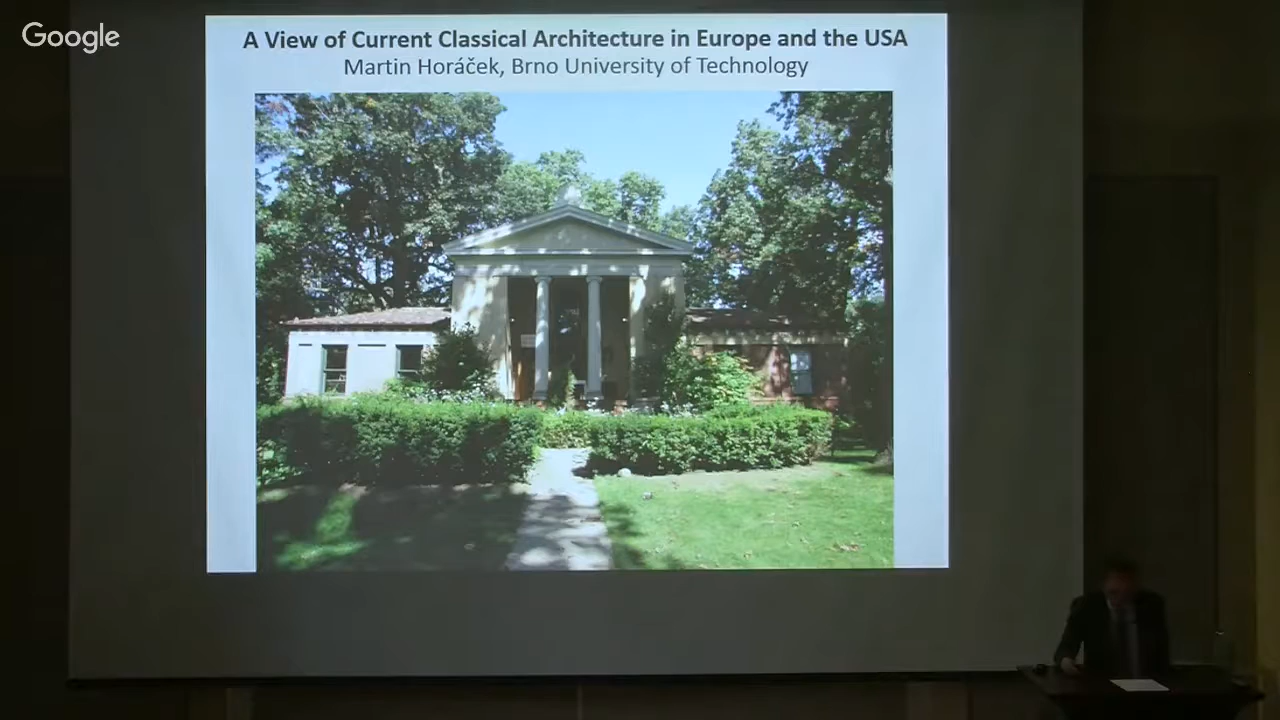 Google
A View of Current Classical Architecture in Europe and the USA
Martin Horáček, Brno University of Technology